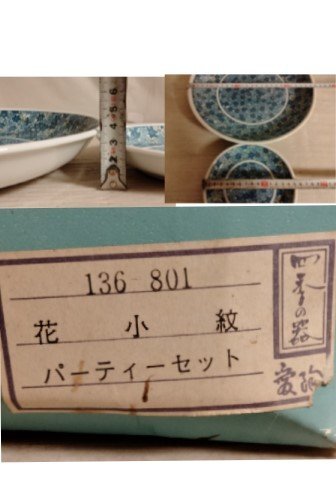 136 801
花小紋
パーティーセット
四季の器